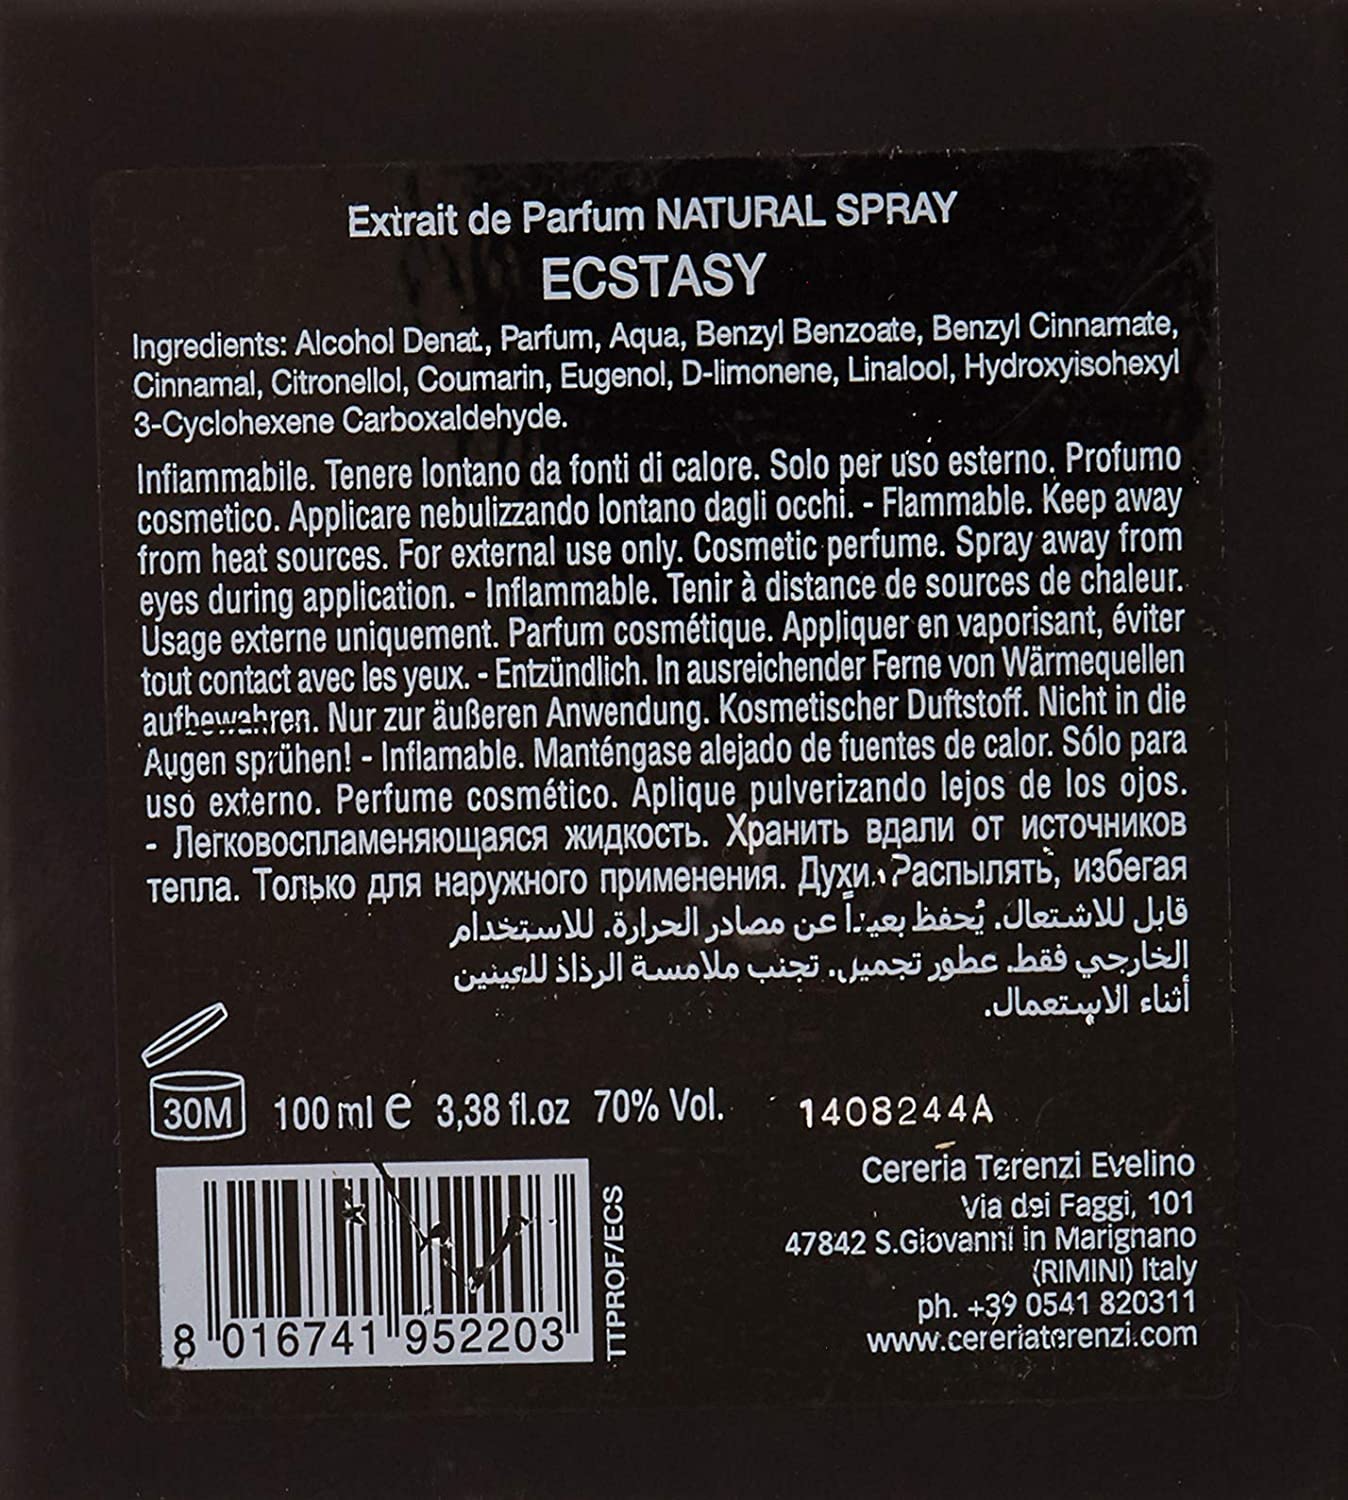 Extrait de Parfum NATURAL SPRAY
ECSTASY
Ingredients: Alcohol Denat., Parfum, Aqua, Benzyl Benzoate, Benzyl Cinnamate,
Cinnamal, Citronellol, Coumarin, Eugenol, D-limonene, Linalool, Hydroxyisohexyl
3-Cyclohexene Carboxaldehyde.
Infiammabile. Tenere lontano da fonti di calore. Solo per uso esterno. Profumo
cosmetico. Applicare nebulizzando lontano dagli occhi. - Flammable. Keep away
from heat sources. For external use only. Cosmetic perfume. Spray away from
eyes during application. - Inflammable. Tenir à distance de sources de chaleur.
Usage externe uniquement. Parfum cosmétique. Appliquer en vaporisant, éviter
tout contact avec les yeux. - Entzündlich. In ausreichender Ferne von Wärmequellen
aufbewahren. Nur zur äußeren Anwendung. Kosmetischer Duftstoff. Nicht in die
Augen sprühen! - Inflamable. Manténgase alejado de fuentes de calor. Sólo para
uso externo. Perfume cosmético. Aplique pulverizando lejos de los ojos.
- Легковоспламеняющаяся жидкость. Хранить вдали от источников
тепла. Только для наружного применения. Духи. Распылять, избегая
قابل للاشتعال. يُحفظ بعيداً عن مصادر الحرارة. للاستخدام
الخارجي فقط. عطور تجميل. تجنب ملامسة الرذاذ للعينين
أثناء الاستعمال.
30M 100 ml e 3,38 fl.oz 70% Vol. 1408244A
Cereria Terenzi Evelino
Via dei Faggi, 101
47842 S.Giovanni in Marignano
(RIMINI) Italy
ph. +39 0541 820311
www.cereriaterenzi.com
8 016741 952203
TTPROF/ECS